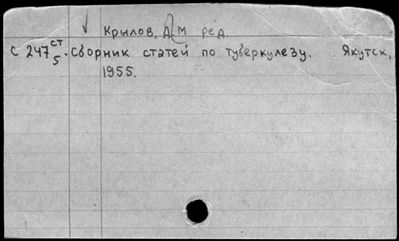 Крылов, А М ред.
С 247 ст/5. Сборник статей по туберкулезу. Якутск,
1955.